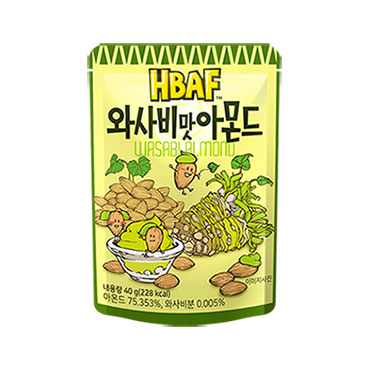 HBAF™
와사비맛아몬드
WASABI ALMOND
이미지사진
내용량 40 g(228 kcal)
아몬드 75.353%, 와사비분 0.005%